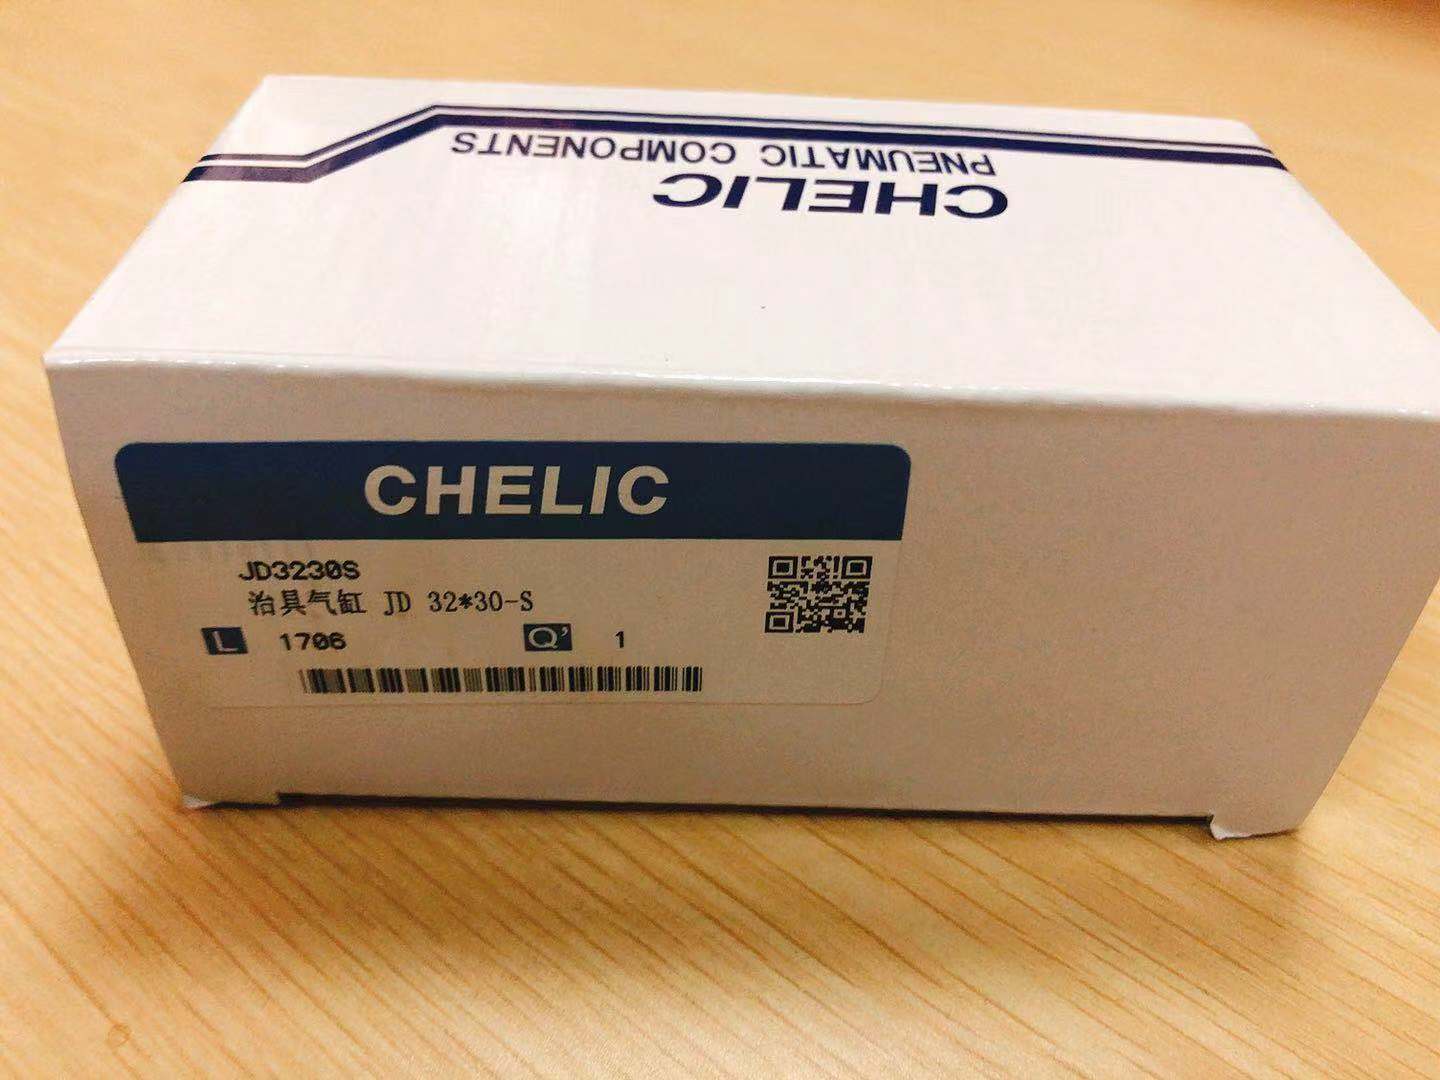 CHELIC
PNEUMATIC COMPONENTS
CHELIC
JD3230S
治具气缸 JD 32*30-S
L 1706 Q' 1